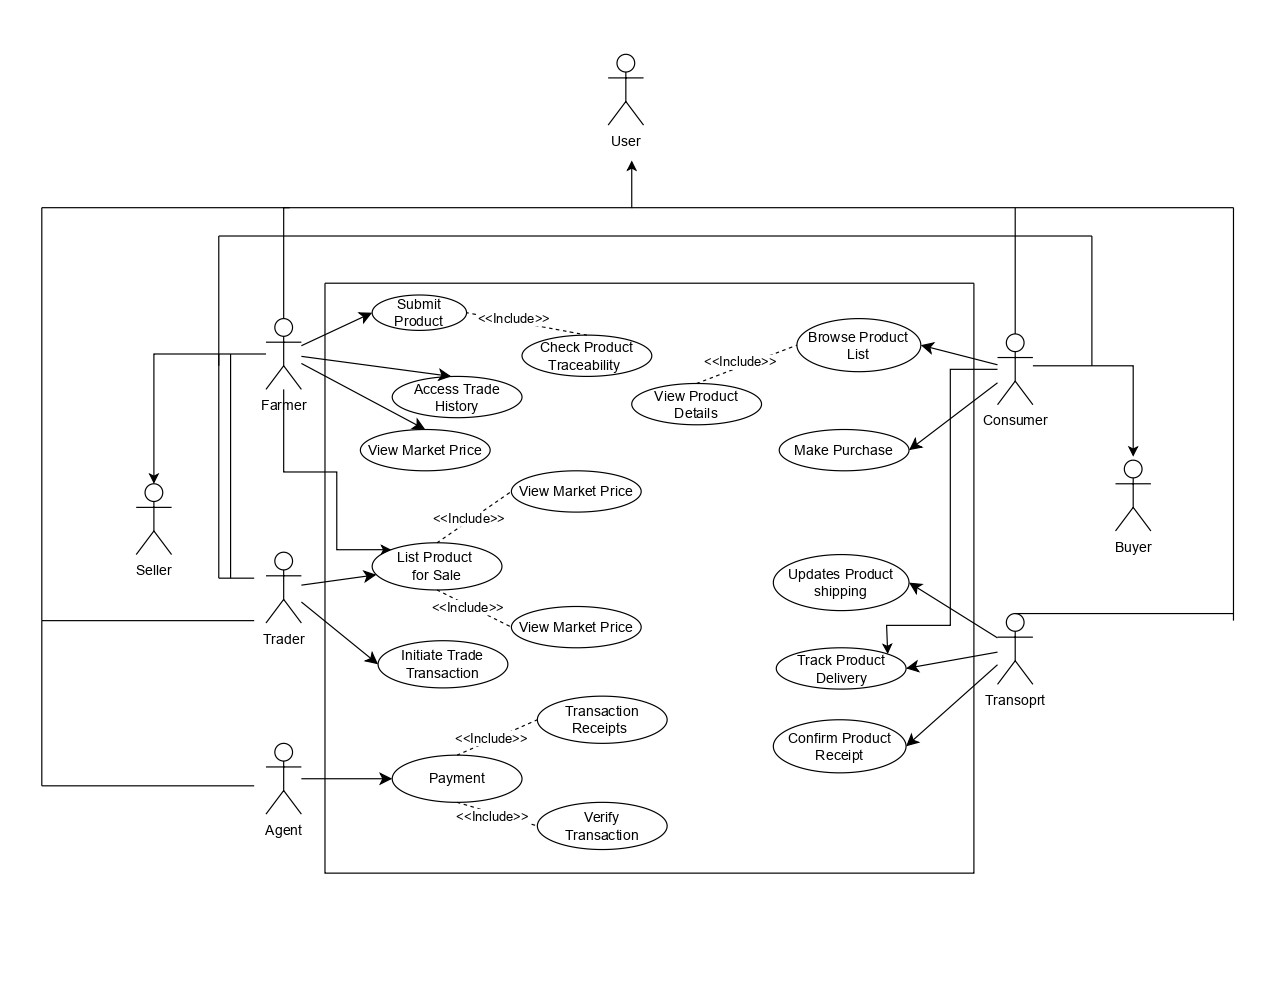 User
Submit
Product
<<Include>>
Check Product
Traceability
Browse Product
List
<<Include>>
View Product
Details
Farmer
Access Trade
History
Consumer
View Market Price
Make Purchase
View Market Price
<<Include>>
Seller
List Product
for Sale
Buyer
<<Include>>
View Market Price
Updates Product
shipping
Trader
Initiate Trade
Transaction
Track Product
Delivery
Transoprt
Transaction
Receipts
<<Include>>
Confirm Product
Receipt
Payment
Agent
<<Include>>
Verify
Transaction